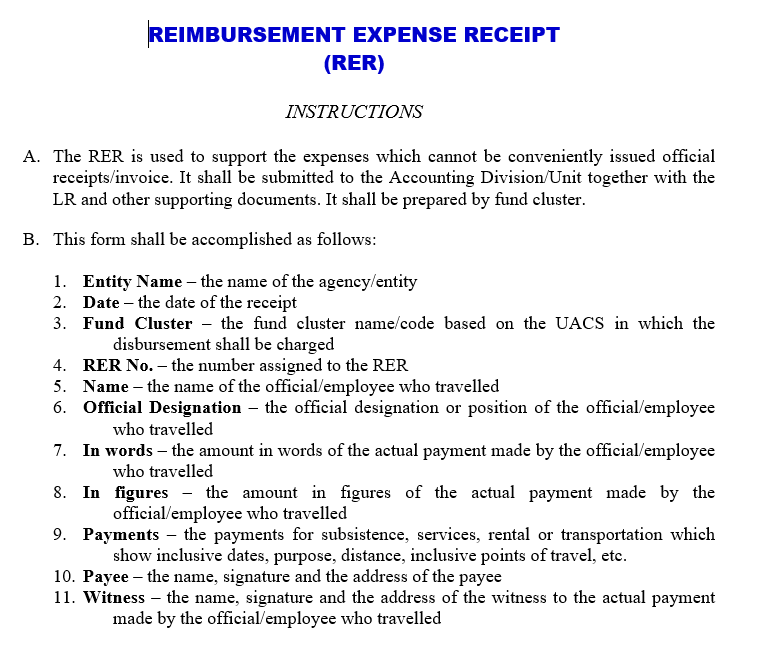 REIMBURSEMENT EXPENSE RECEIPT
(RER)
INSTRUCTIONS
A. The RER is used to support the expenses which cannot be conveniently issued official
receipts/invoice. It shall be submitted to the Accounting Division/Unit together with the
LR and other supporting documents. It shall be prepared by fund cluster.
B. This form shall be accomplished as follows:
1. Entity Name – the name of the agency/entity
2. Date – the date of the receipt
3. Fund Cluster – the fund cluster name/code based on the UACS in which the
disbursement shall be charged
4. RER No. – the number assigned to the RER
5. Name – the name of the official/employee who travelled
6. Official Designation – the official designation or position of the official/employee
who travelled
7. In words – the amount in words of the actual payment made by the official/employee
who travelled
8. In figures – the amount in figures of the actual payment made by the
official/employee who travelled
9. Payments – the payments for subsistence, services, rental or transportation which
show inclusive dates, purpose, distance, inclusive points of travel, etc.
10. Payee – the name, signature and the address of the payee
11. Witness – the name, signature and the address of the witness to the actual payment
made by the official/employee who travelled